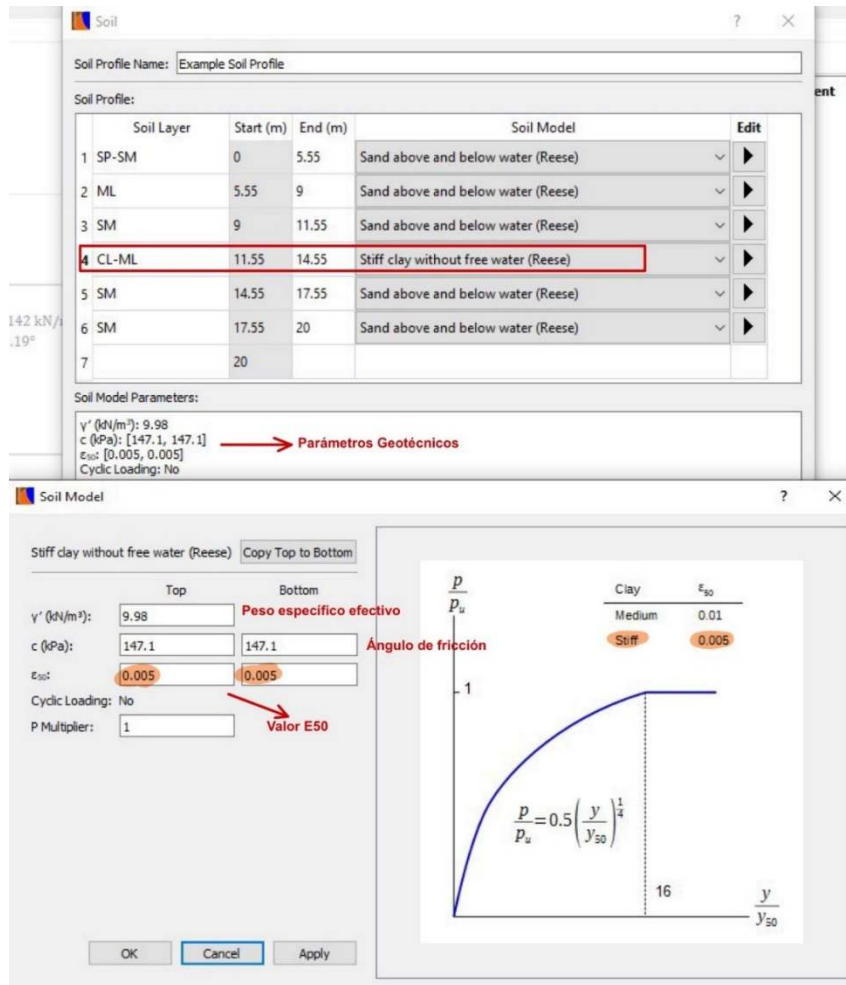 Soil ? ×
Soil Profile Name: Example Soil Profile
ent
Soil Profile:
Soil Layer Start (m) End (m) Soil Model Edit
1 SP-SM 0 5.55 Sand above and below water (Reese)
2 ML 5.55 9 Sand above and below water (Reese)
3 SM 9 11.55 Sand above and below water (Reese)
4 CL-ML 11.55 14.55 Stiff clay without free water (Reese)
5 SM 14.55 17.55 Sand above and below water (Reese)
142 kN/
6 SM 17.55 20 Sand above and below water (Reese)
.19°
7 20
Soil Model Parameters:
γ′ (kN/m³): 9.98
c (kPa): [147.1, 147.1] Parámetros Geotécnicos
ε₅₀: [0.005, 0.005]
Cyclic Loading: No
Soil Model ? ×
Stiff clay without free water (Reese) Copy Top to Bottom
Top Bottom
γ′ (kN/m³): 9.98 Peso específico efectivo
c (kPa): 147.1 147.1 Ángulo de fricción
ε₅₀: 0.005 0.005
Cyclic Loading: No
P Multiplier: 1 Valor E50
OK Cancel Apply
p/pᵤ
Clay ε₅₀
Medium 0.01
Stiff 0.005
1
p/pᵤ = 0.5(y/y₅₀)^¼
16
y/y₅₀